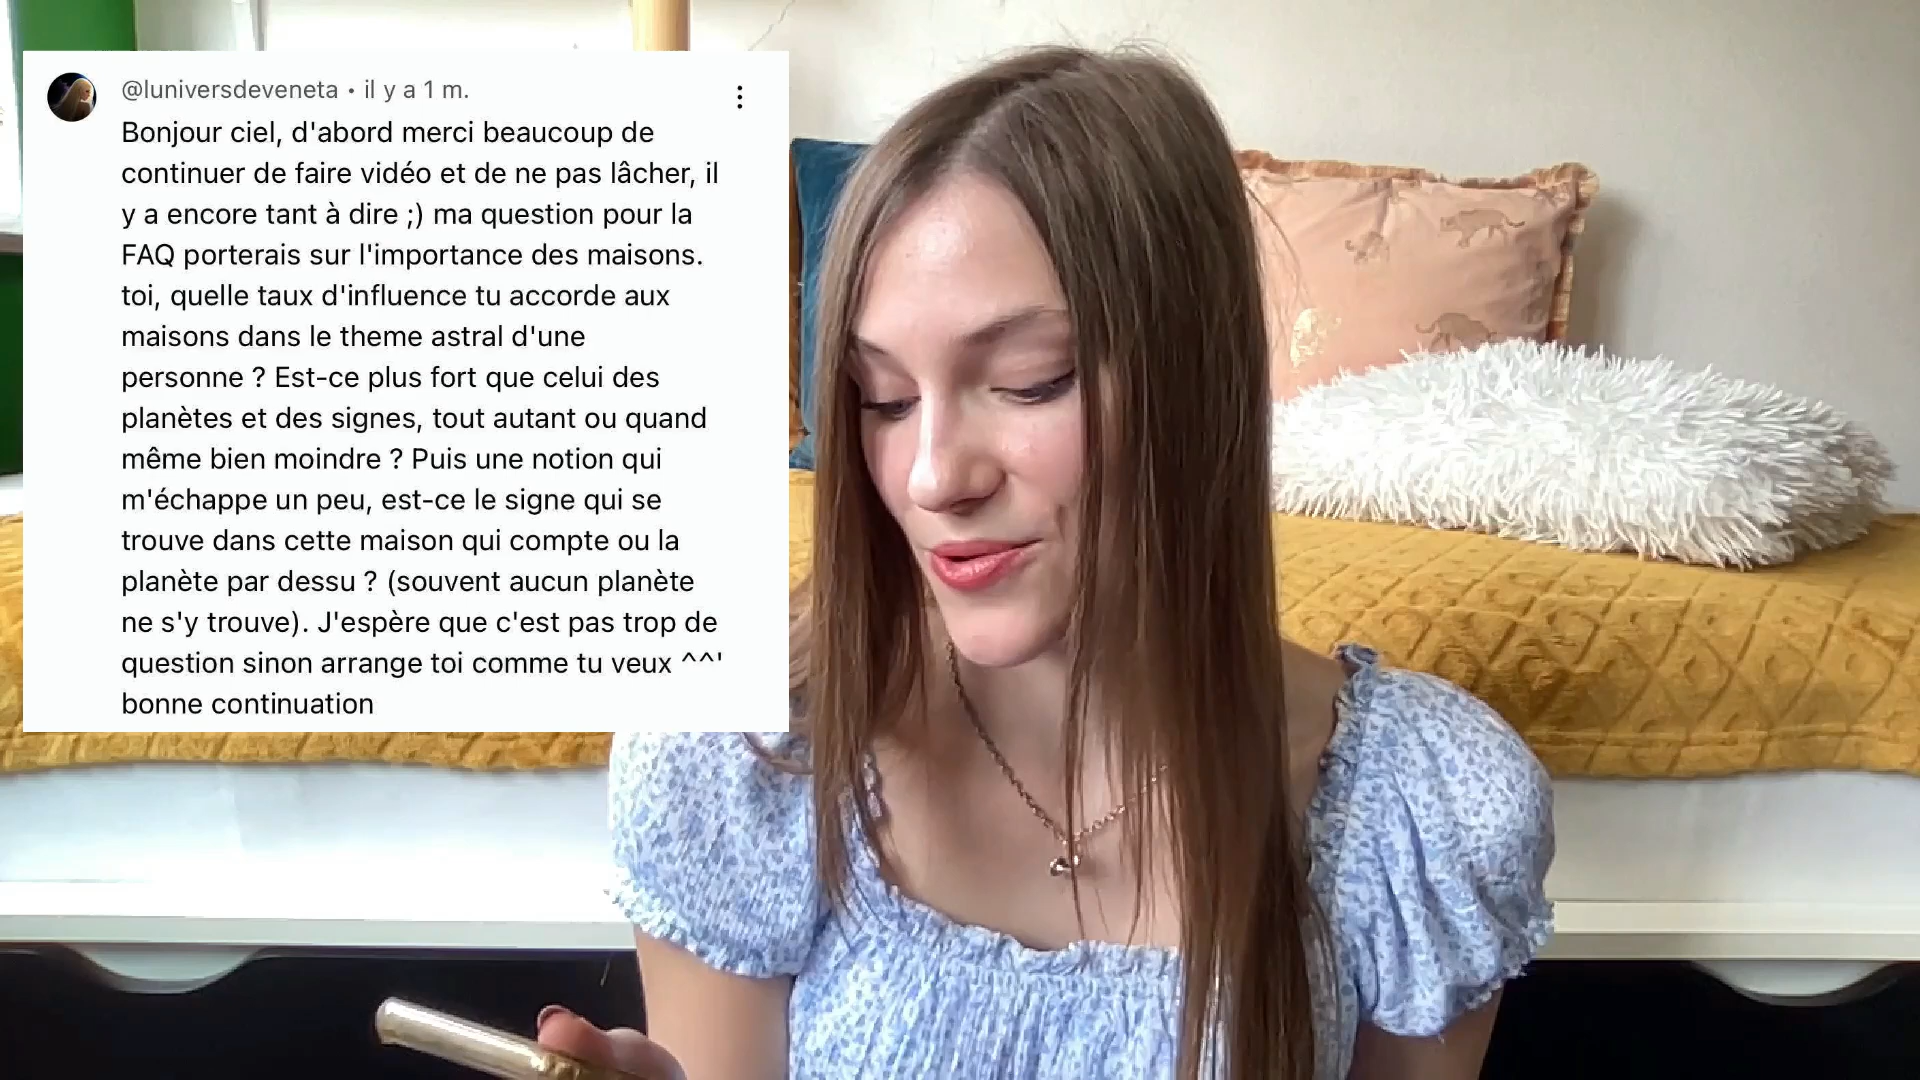 @luniversdeveneta • il y a 1 m.
Bonjour ciel, d'abord merci beaucoup de
continuer de faire vidéo et de ne pas lâcher, il
y a encore tant à dire ;) ma question pour la
FAQ porterais sur l'importance des maisons.
toi, quelle taux d'influence tu accorde aux
maisons dans le theme astral d'une
personne ? Est-ce plus fort que celui des
planètes et des signes, tout autant ou quand
même bien moindre ? Puis une notion qui
m'échappe un peu, est-ce le signe qui se
trouve dans cette maison qui compte ou la
planète par dessu ? (souvent aucun planète
ne s'y trouve). J'espère que c'est pas trop de
question sinon arrange toi comme tu veux ^^'
bonne continuation